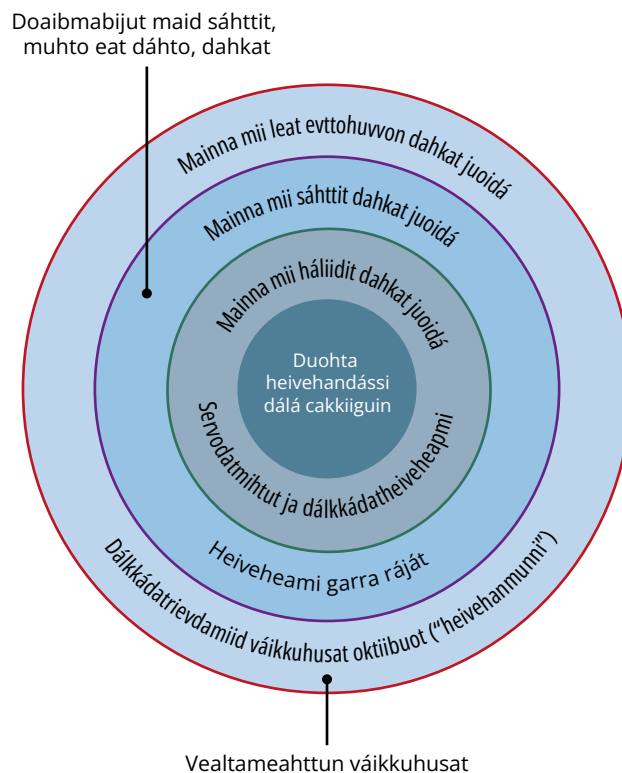 Doaibmabijut maid sáhttit,
muhto eat dáhto, dahkat
Mainna mii leat evttohuvvon dahkat juoidá
Mainna mii sáhttit dahkat juoidá
Mainna mii háliidit dahkat juoidá
Duohta
heivehandássi
dálá cakkiiguin
Servodatmihtut ja dálkkádatheiveheapmi
Heiveheami garra ráját
Dálkkádatrievdamiid váikkuhusat oktiibuot (“heivehanmunni”)
Vealtameahttun váikkuhusat